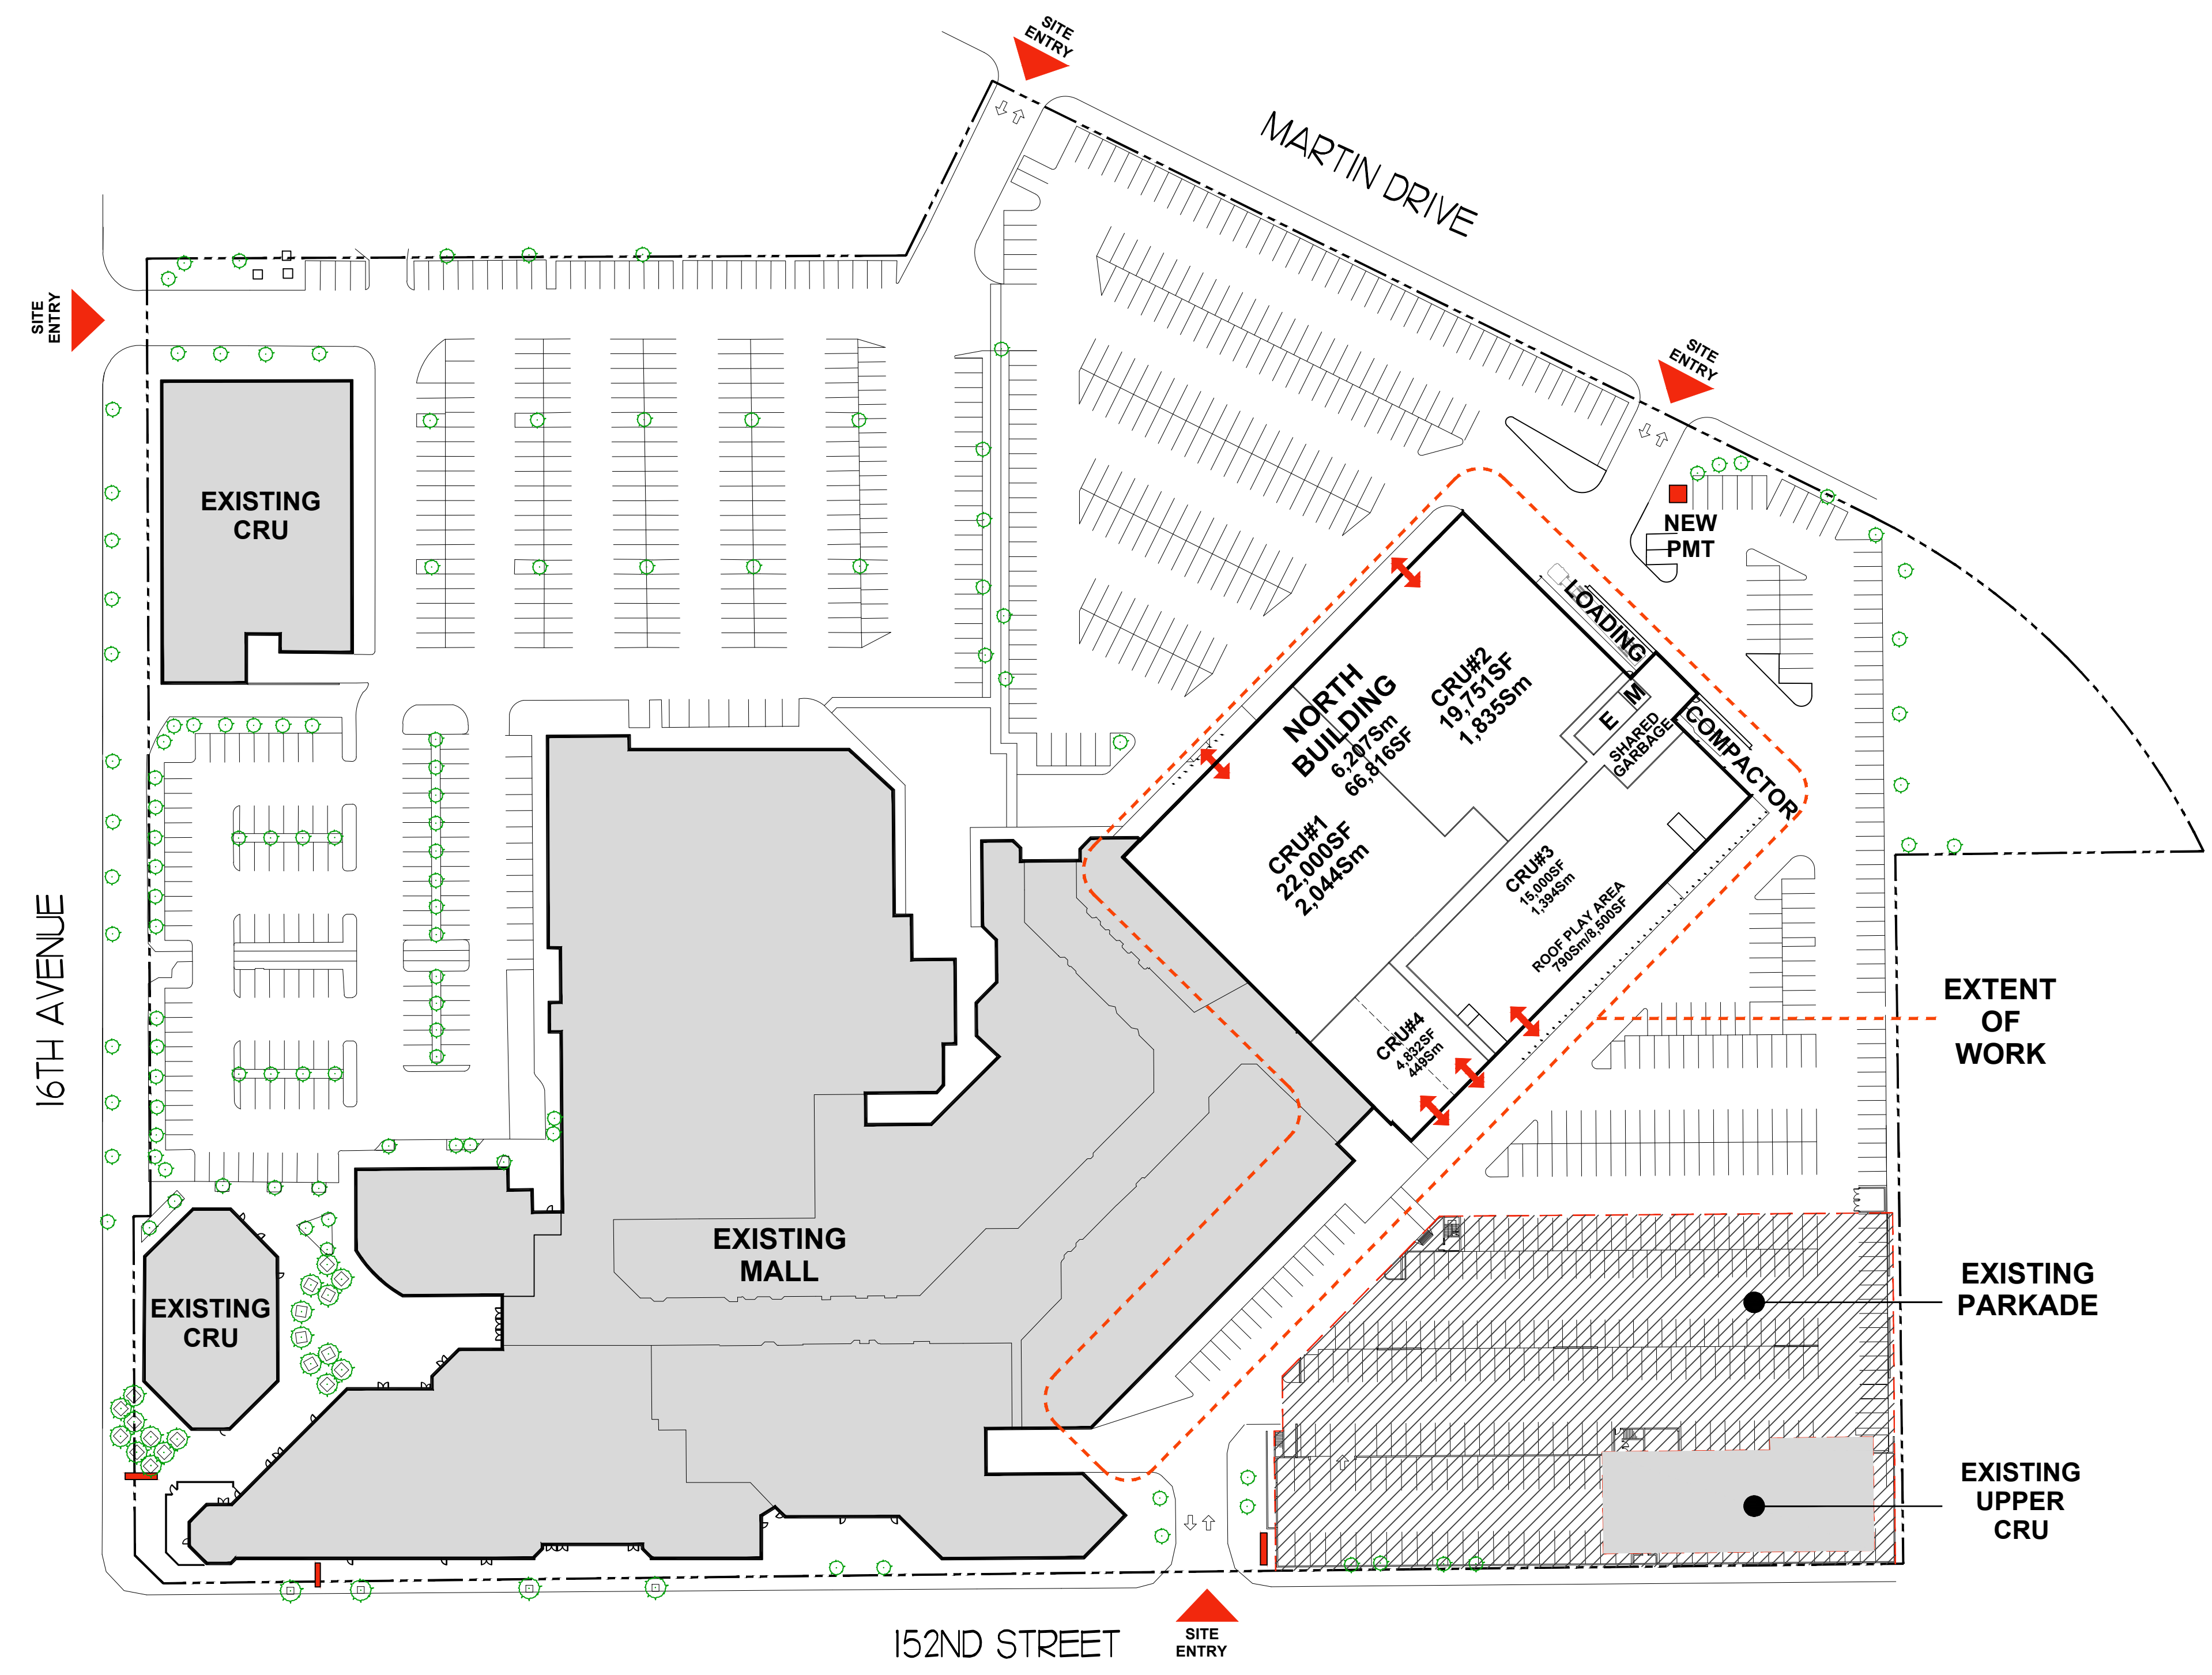 SITE
ENTRY
MARTIN DRIVE
SITE
ENTRY
SITE
ENTRY
EXISTING
CRU
NEW
PMT
LOADING
NORTH
BUILDING
6,207Sm
66,816SF
CRU#2
19,751SF
1,835Sm
E
M
SHARED
GARBAGE
COMPACTOR
CRU#1
22,000SF
2,044Sm
CRU#3
15,000SF
1,394Sm
ROOF PLAY AREA
790Sm/8,500SF
CRU#4
4,832SF
449Sm
16TH AVENUE
EXTENT
OF
WORK
EXISTING
MALL
EXISTING
CRU
EXISTING
PARKADE
EXISTING
UPPER
CRU
152ND STREET
SITE
ENTRY